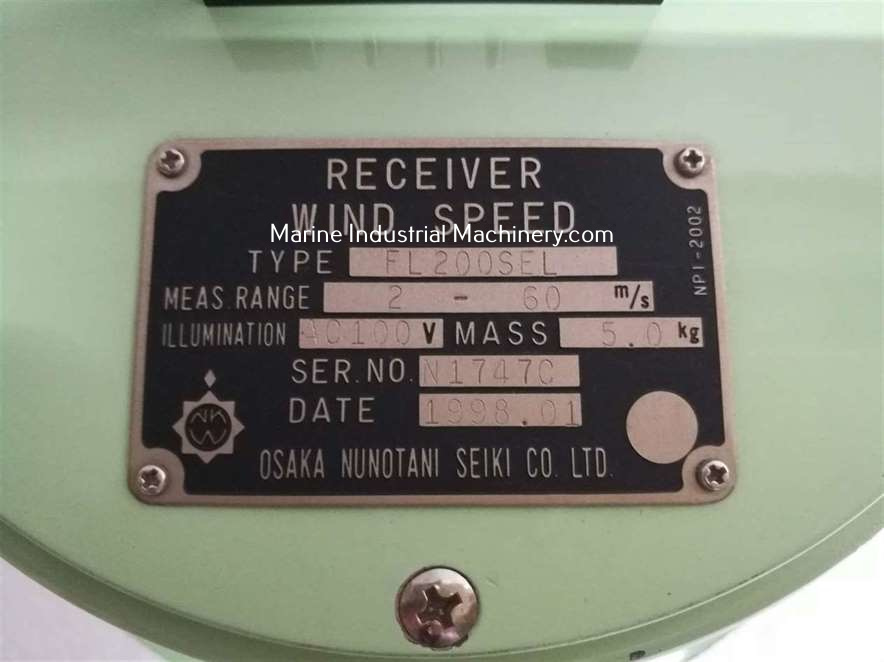 RECEIVER
WIND SPEED
Marine Industrial Machinery.com
TYPE FL200SEL
MEAS. RANGE 2 - 60 m/s
ILLUMINATION AC100 V MASS 5.0 kg
SER. NO. N1747C
DATE 1998.01
OSAKA NUNOTANI SEIKI CO. LTD.
NPI-2002